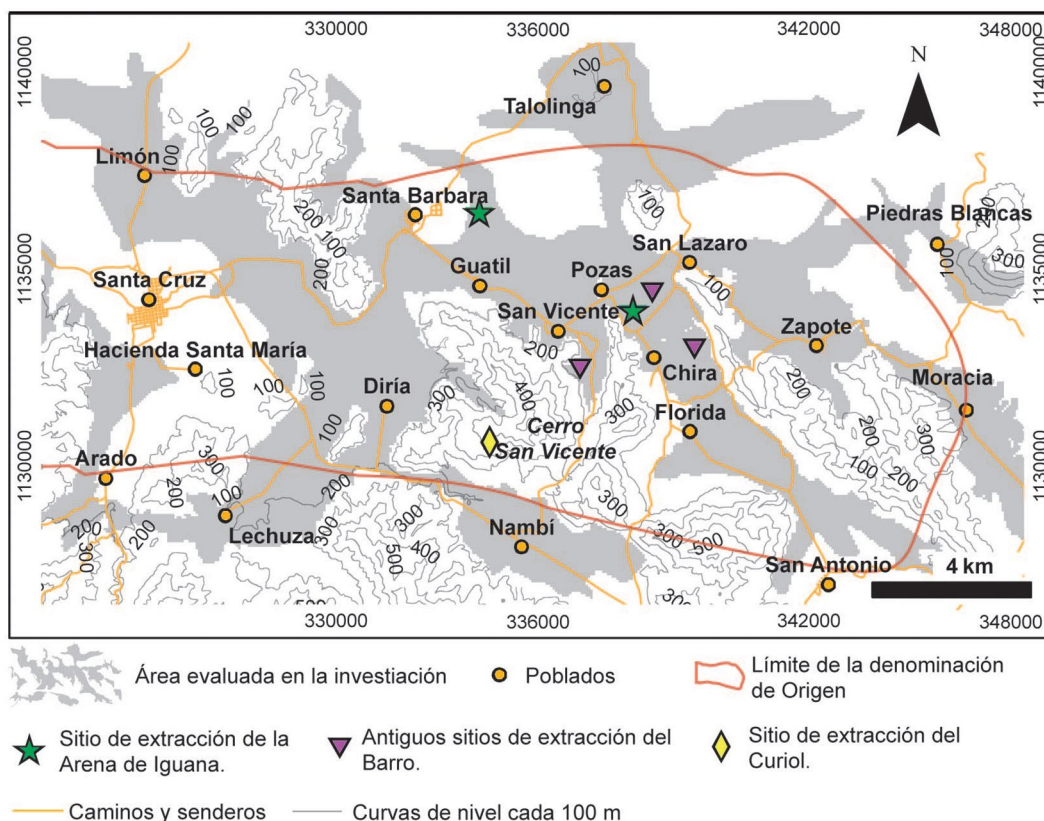 330000 336000 342000 348000
1140000 1140000
N
100
Talolinga
100
100
100
Limón
100
Santa Barbara
200
100
200
100
Piedras Blancas
200
300
100
San Lazaro
1135000 1135000
Guatil
Pozas
100
Santa Cruz
San Vicente
200
Zapote
Hacienda Santa María
100
100
100
Diría
300
400
300
Chira
200
Moracia
Florida
200
300
100
200
Cerro
San Vicente
100
1130000 1130000
Arado
300
200
100
200
Lechuza
200
200
300
300
300
400
500
Nambí
300
300
500
San Antonio
300
4 km
330000 336000 342000 348000
Área evaluada en la investiación
Poblados
Límite de la denominación
de Origen
Sitio de extracción de la
Arena de Iguana.
Antiguos sitios de extracción del
Barro.
Sitio de extracción del
Curiol.
Caminos y senderos
Curvas de nivel cada 100 m